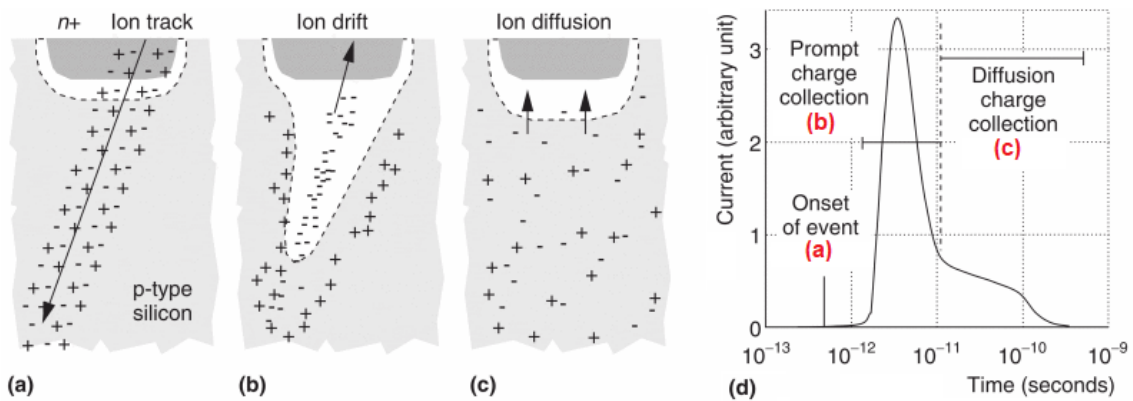 n+ Ion track
Ion drift
Ion diffusion
p-type
silicon
(a)
(b)
(c)
Current (arbitrary unit)
3
2
1
0
Prompt
charge
collection
(b)
Diffusion
charge
collection
(c)
Onset
of event
(a)
10-13 10-12 10-11 10-10 10-9
(d)
Time (seconds)